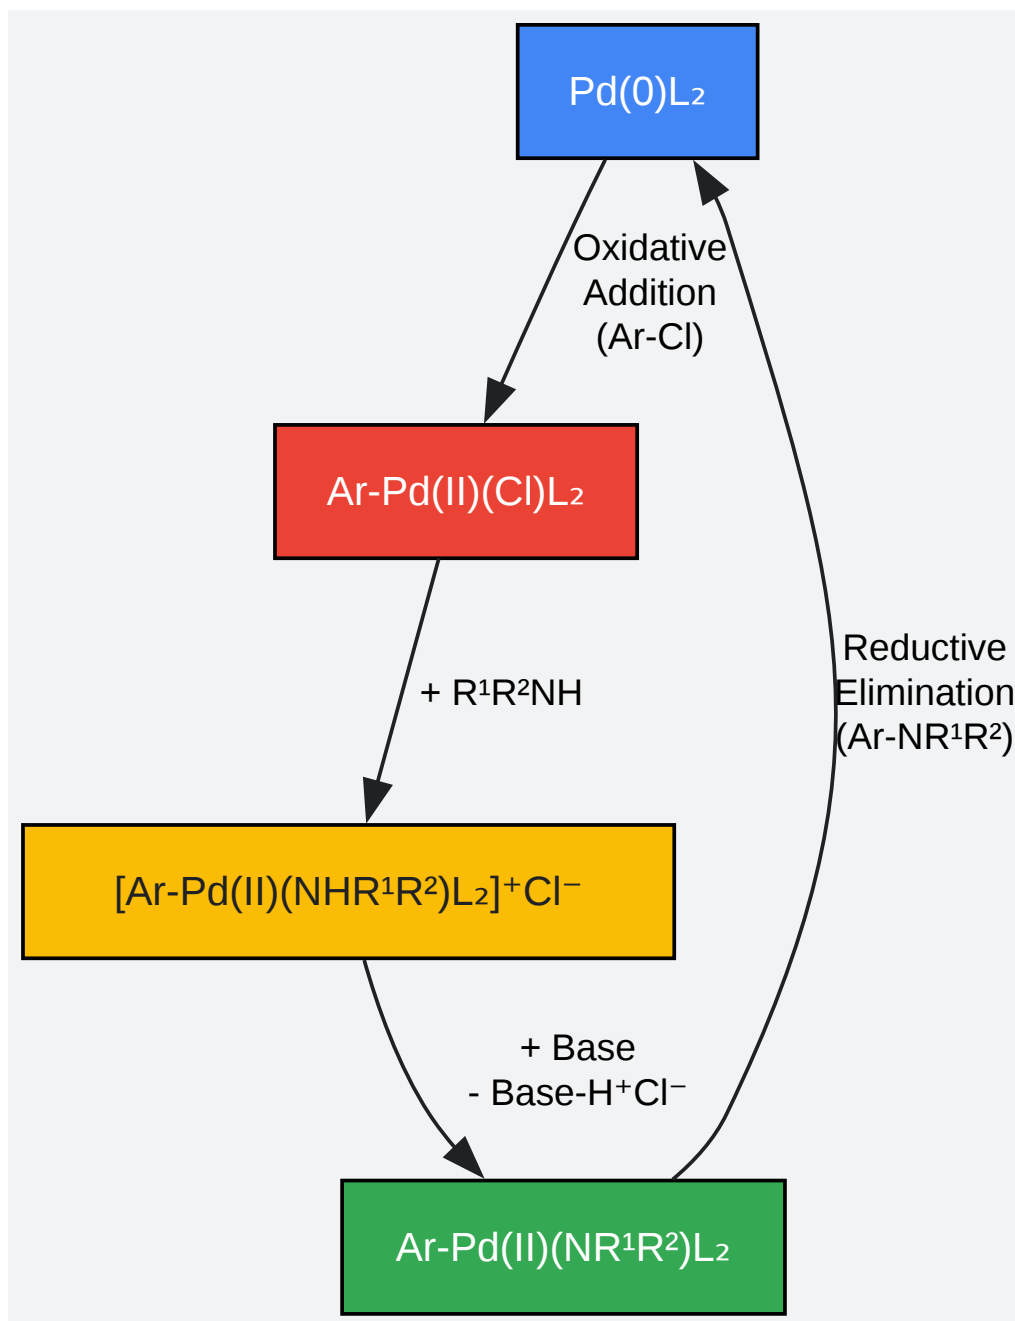 Pd(0)L₂
Oxidative
Addition
(Ar-Cl)
Ar-Pd(II)(Cl)L₂
+ R¹R²NH
Reductive
Elimination
(Ar-NR¹R²)
[Ar-Pd(II)(NHR¹R²)L₂]⁺Cl⁻
+ Base
- Base-H⁺Cl⁻
Ar-Pd(II)(NR¹R²)L₂